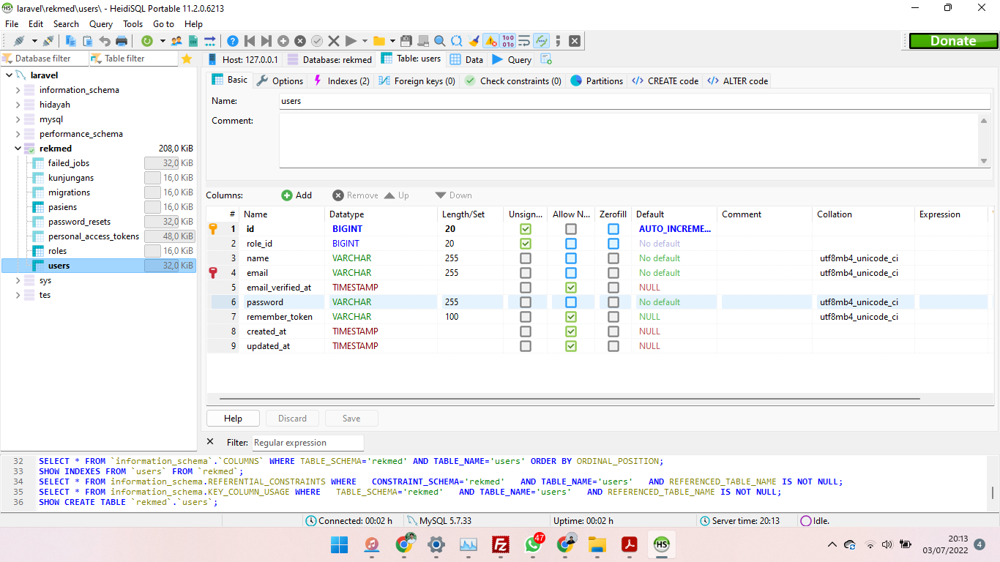 laravel\rekmed\users\ - HeidiSQL Portable 11.2.0.6213
File Edit Search Query Tools Go to Help
Donate
Database filter Table filter
Host: 127.0.0.1 Database: rekmed Table: users Data Query
laravel
information_schema
hidayah
mysql
performance_schema
rekmed 208,0 KiB
failed_jobs 32,0 KiB
kunjungans 16,0 KiB
migrations 16,0 KiB
pasiens 16,0 KiB
password_resets 32,0 KiB
personal_access_tokens 48,0 KiB
roles 16,0 KiB
users 32,0 KiB
sys
tes
Basic Options Indexes (2) Foreign keys (0) Check constraints (0) Partitions CREATE code ALTER code
Name: users
Comment:
Columns: Add Remove Up Down
# Name Datatype Length/Set Unsign... Allow N... Zerofill Default Comment Collation Expression
1 id BIGINT 20 AUTO_INCREME...
2 role_id BIGINT 20 No default
3 name VARCHAR 255 No default utf8mb4_unicode_ci
4 email VARCHAR 255 No default utf8mb4_unicode_ci
5 email_verified_at TIMESTAMP NULL
6 password VARCHAR 255 No default utf8mb4_unicode_ci
7 remember_token VARCHAR 100 NULL utf8mb4_unicode_ci
8 created_at TIMESTAMP NULL
9 updated_at TIMESTAMP NULL
Help Discard Save
Filter: Regular expression
32 SELECT * FROM `information_schema`.`COLUMNS` WHERE TABLE_SCHEMA='rekmed' AND TABLE_NAME='users' ORDER BY ORDINAL_POSITION;
33 SHOW INDEXES FROM `users` FROM `rekmed`;
34 SELECT * FROM information_schema.REFERENTIAL_CONSTRAINTS WHERE CONSTRAINT_SCHEMA='rekmed' AND TABLE_NAME='users' AND REFERENCED_TABLE_NAME IS NOT NULL;
35 SELECT * FROM information_schema.KEY_COLUMN_USAGE WHERE TABLE_SCHEMA='rekmed' AND TABLE_NAME='users' AND REFERENCED_TABLE_NAME IS NOT NULL;
36 SHOW CREATE TABLE `rekmed`.`users`;
Connected: 00:02 h MySQL 5.7.33 Uptime: 00:02 h Server time: 20:13 Idle.
47
HS
20:13
03/07/2022
4